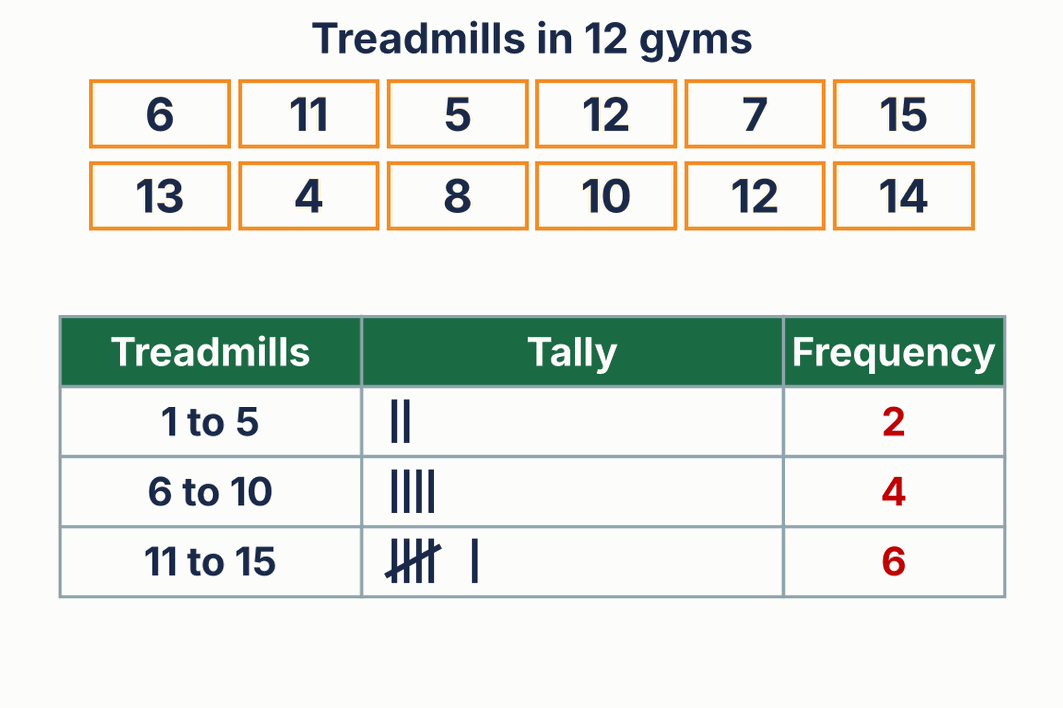 Treadmills in 12 gyms
6 11 5 12 7 15
13 4 8 10 12 14
Treadmills Tally Frequency
1 to 5 || 2
6 to 10 |||| 4
11 to 15 𝍸 | 6